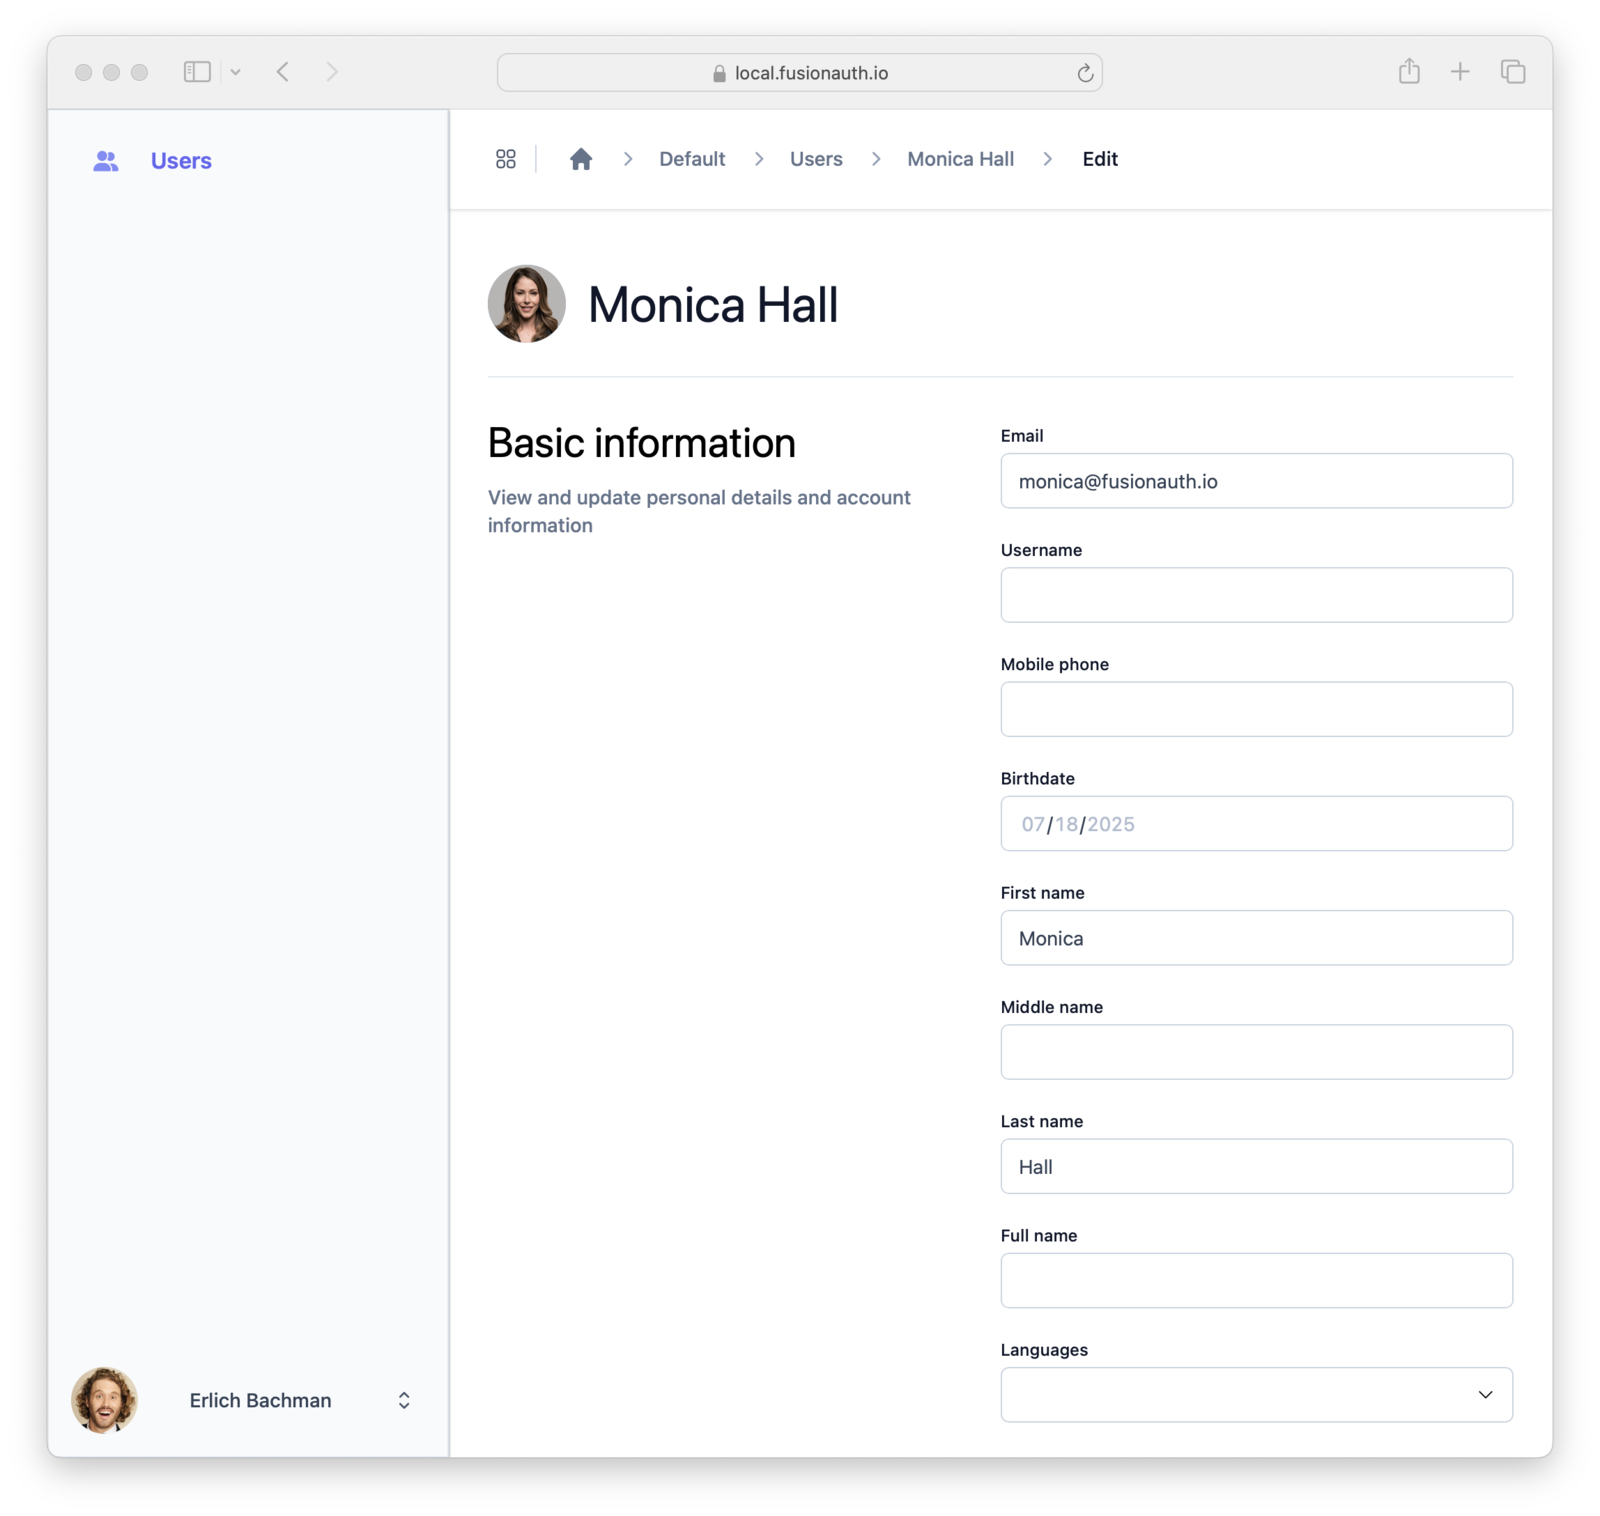 local.fusionauth.io
Users
Default
Users
Monica Hall
Edit
Monica Hall
Basic information
View and update personal details and account
information
Email
monica@fusionauth.io
Username
Mobile phone
Birthdate
07/18/2025
First name
Monica
Middle name
Last name
Hall
Full name
Languages
Erlich Bachman